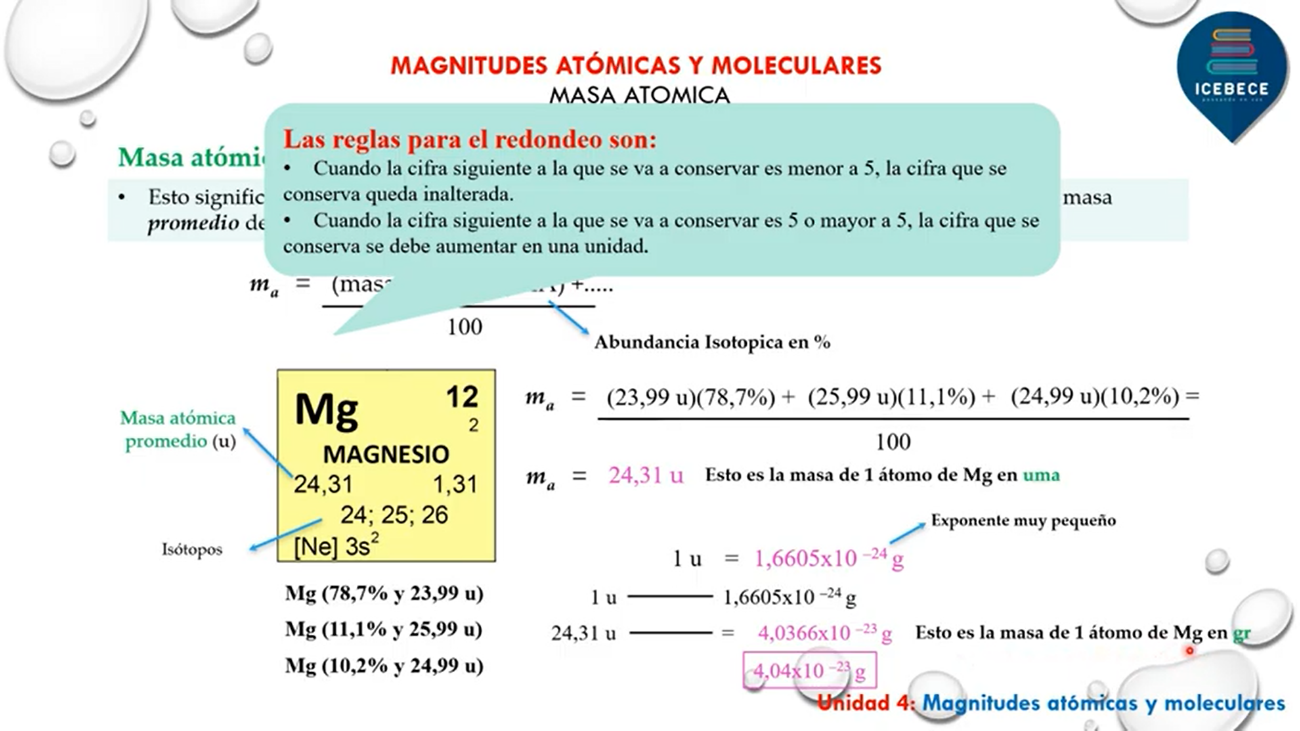 MAGNITUDES ATÓMICAS Y MOLECULARES
MASA ATOMICA
ICEBECE
Las reglas para el redondeo son:
• Cuando la cifra siguiente a la que se va a conservar es menor a 5, la cifra que se
conserva queda inalterada.
• Cuando la cifra siguiente a la que se va a conservar es 5 o mayor a 5, la cifra que se
conserva se debe aumentar en una unidad.
Masa
• Esto masa
promedio
mₐ = +.....
100
Abundancia Isotopica en %
Masa atómica
promedio (u)
Isótopos
Mg 12
2
MAGNESIO
24,31 1,31
24; 25; 26
[Ne] 3s²
Mg (78,7% y 23,99 u)
Mg (11,1% y 25,99 u)
Mg (10,2% y 24,99 u)
mₐ = (23,99 u)(78,7%) + (25,99 u)(11,1%) + (24,99 u)(10,2%) =
100
mₐ = 24,31 u Esto es la masa de 1 átomo de Mg en uma
Exponente muy pequeño
1 u = 1,6605x10 ⁻²⁴ g
1 u 1,6605x10 ⁻²⁴ g
24,31 u = 4,0366x10 ⁻²³ g Esto es la masa de 1 átomo de Mg en gr
4,04x10 ⁻²³ g
Unidad 4: Magnitudes atómicas y moleculares